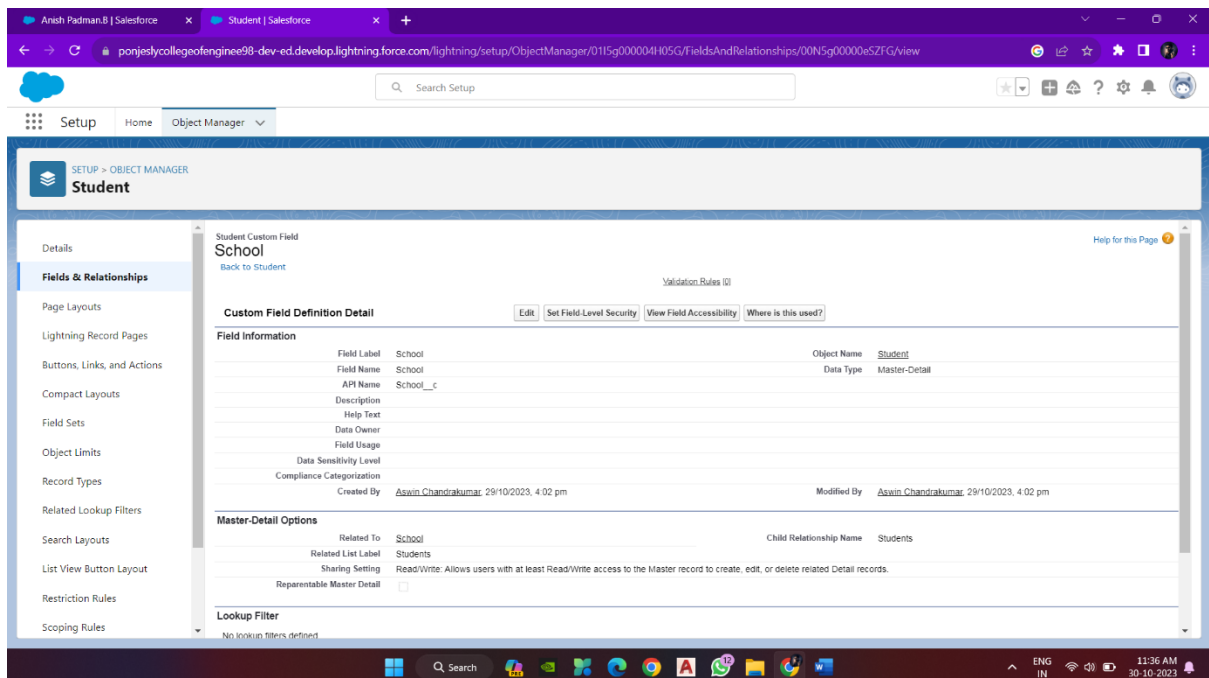 Anish Padman.B | Salesforce
Student | Salesforce
ponjeslycollegeofenginee98-dev-ed.develop.lightning.force.com/lightning/setup/ObjectManager/01I5g000004H05G/FieldsAndRelationships/00N5g00000eSZFG/view
Search Setup
Setup Home Object Manager
SETUP > OBJECT MANAGER
Student
Details
Fields & Relationships
Page Layouts
Lightning Record Pages
Buttons, Links, and Actions
Compact Layouts
Field Sets
Object Limits
Record Types
Related Lookup Filters
Search Layouts
List View Button Layout
Restriction Rules
Scoping Rules
Student Custom Field
School
Back to Student
Help for this Page
Validation Rules [0]
Custom Field Definition Detail Edit Set Field-Level Security View Field Accessibility Where is this used?
Field Information
Field Label School Object Name Student
Field Name School Data Type Master-Detail
API Name School__c
Description
Help Text
Data Owner
Field Usage
Data Sensitivity Level
Compliance Categorization
Created By Aswin Chandrakumar, 29/10/2023, 4:02 pm Modified By Aswin Chandrakumar, 29/10/2023, 4:02 pm
Master-Detail Options
Related To School Child Relationship Name Students
Related List Label Students
Sharing Setting Read/Write: Allows users with at least Read/Write access to the Master record to create, edit, or delete related Detail records.
Reparentable Master Detail
Lookup Filter
No lookup filters defined
Search
PRE
12
ENG
IN
11:36 AM
30-10-2023